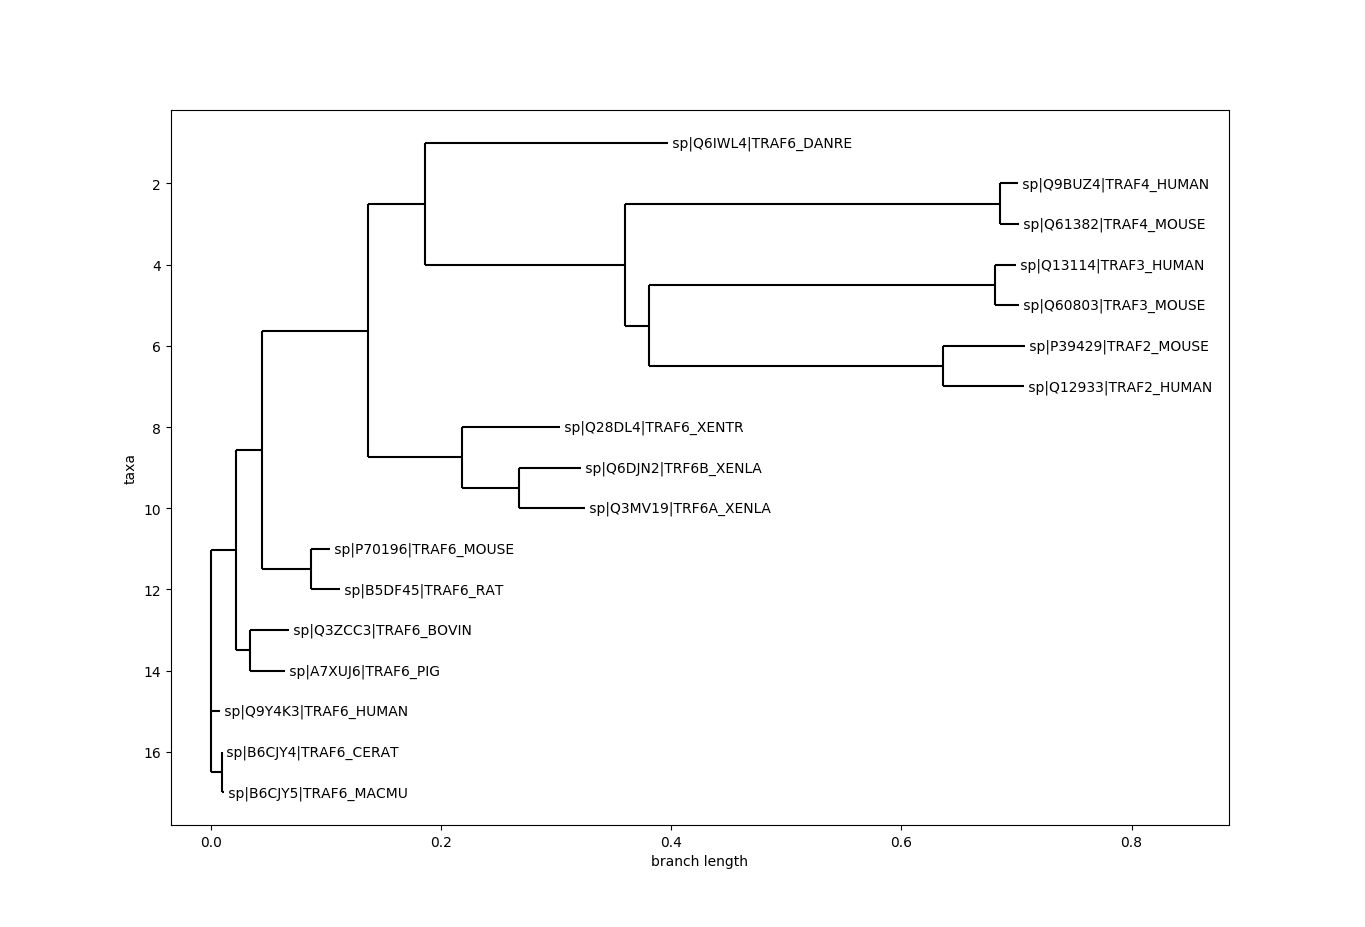 sp|Q6IWL4|TRAF6_DANRE
2
sp|Q9BUZ4|TRAF4_HUMAN
sp|Q61382|TRAF4_MOUSE
4
sp|Q13114|TRAF3_HUMAN
sp|Q60803|TRAF3_MOUSE
6
sp|P39429|TRAF2_MOUSE
sp|Q12933|TRAF2_HUMAN
8
sp|Q28DL4|TRAF6_XENTR
taxa
sp|Q6DJN2|TRF6B_XENLA
10
sp|Q3MV19|TRF6A_XENLA
sp|P70196|TRAF6_MOUSE
12
sp|B5DF45|TRAF6_RAT
sp|Q3ZCC3|TRAF6_BOVIN
14
sp|A7XUJ6|TRAF6_PIG
sp|Q9Y4K3|TRAF6_HUMAN
16
sp|B6CJY4|TRAF6_CERAT
sp|B6CJY5|TRAF6_MACMU
0.0 0.2 0.4 0.6 0.8
branch length